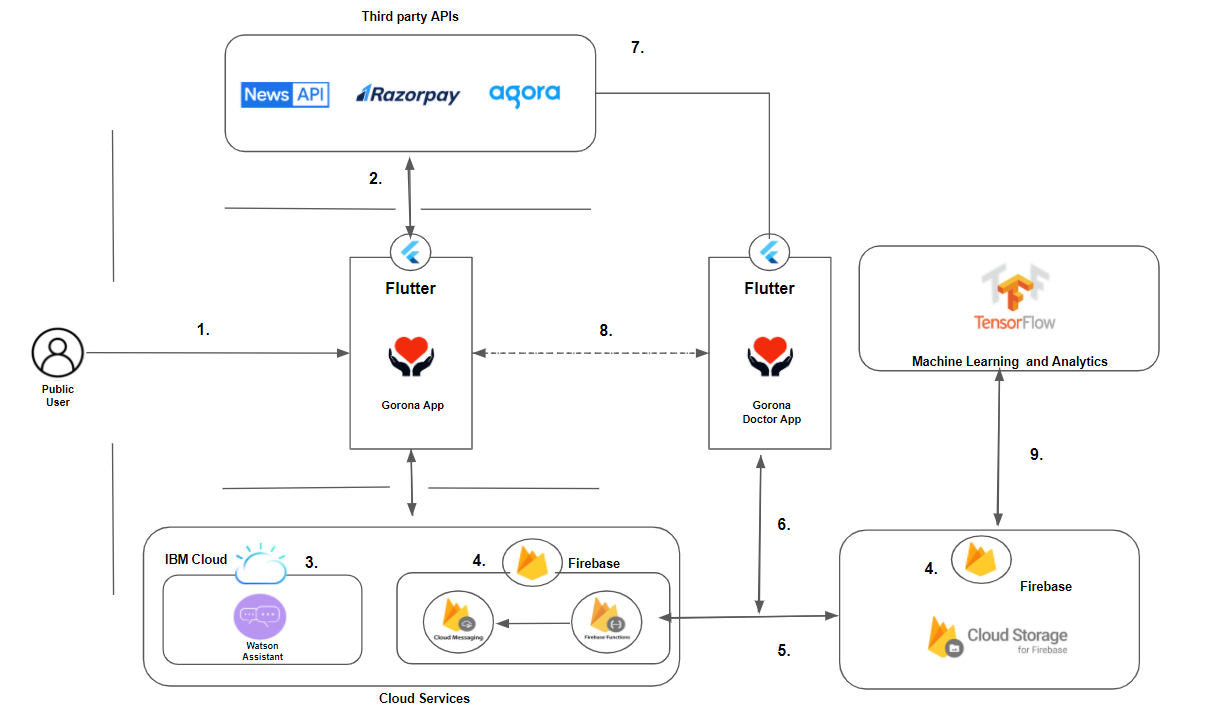 Third party APIs
7.
News API
Razorpay
agora
2.
Flutter
Flutter
TensorFlow
1.
8.
Machine Learning and Analytics
Public
User
Gorona App
Gorona
Doctor App
9.
6.
IBM Cloud
3.
4.
Firebase
4.
Firebase
Cloud Messaging
Firebase Functions
Cloud Storage
for Firebase
Watson
Assistant
5.
Cloud Services